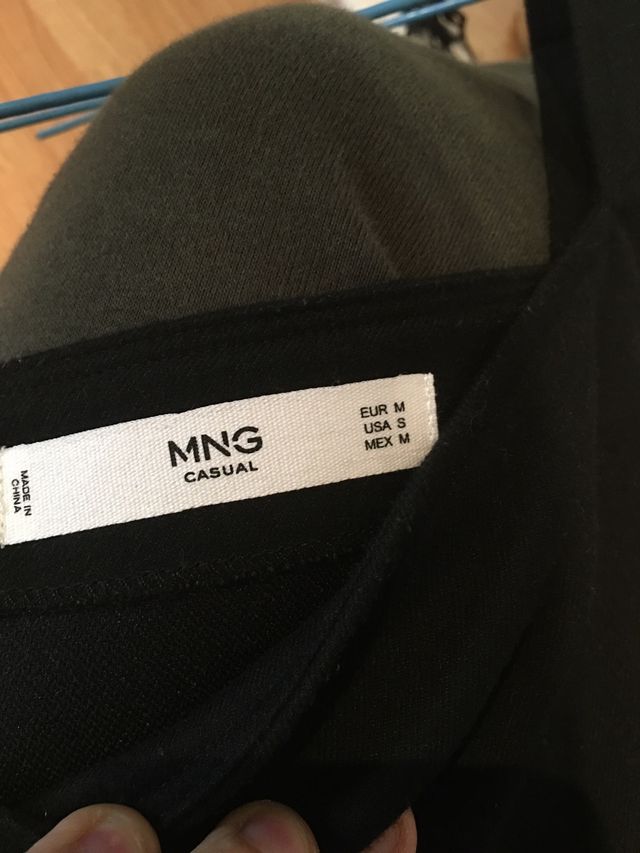 MNG
CASUAL
EUR M
USA S
MEX M
MADE IN
CHINA